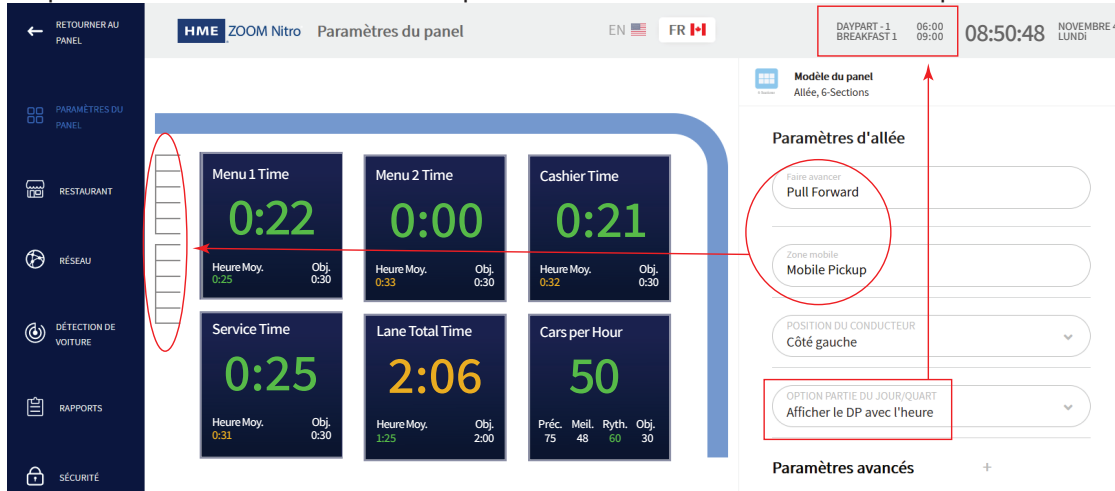 RETOURNER AU
PANEL
HME ZOOM Nitro Paramètres du panel
EN FR
DAYPART - 1 06:00
BREAKFAST 1 09:00
08:50:48
NOVEMBRE 4
LUNDi
PARAMÈTRES DU
PANEL
RESTAURANT
RÉSEAU
DÉTECTION DE
VOITURE
RAPPORTS
SÉCURITÉ
Menu 1 Time
0:22
Heure Moy. Obj.
0:25 0:30
Menu 2 Time
0:00
Heure Moy. Obj.
0:33 0:30
Cashier Time
0:21
Heure Moy. Obj.
0:32 0:30
Service Time
0:25
Heure Moy. Obj.
0:31 0:30
Lane Total Time
2:06
Heure Moy. Obj.
1:25 2:00
Cars per Hour
50
Préc. Meil. Ryth. Obj.
75 48 60 30
Modèle du panel
Allée, 6-Sections
Paramètres d'allée
Faire avancer
Pull Forward
Zone mobile
Mobile Pickup
POSITION DU CONDUCTEUR
Côté gauche
OPTION PARTIE DU JOUR/QUART
Afficher le DP avec l'heure
Paramètres avancés +